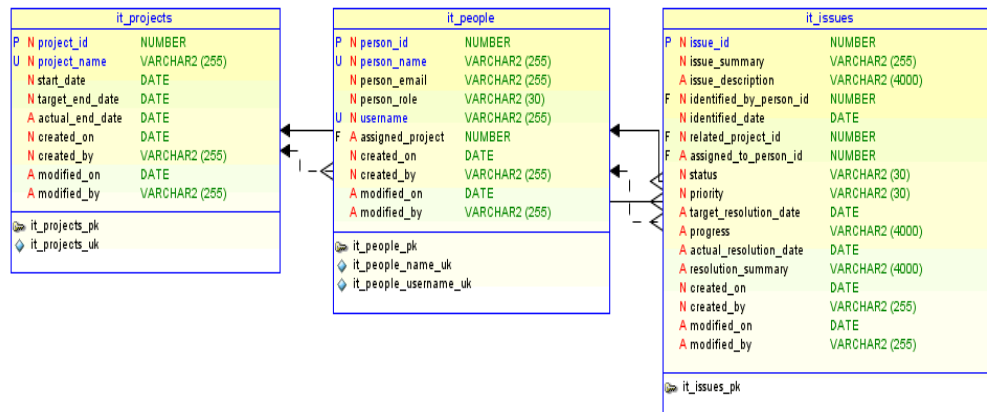 it_projects
P N project_id NUMBER
U N project_name VARCHAR2 (255)
N start_date DATE
N target_end_date DATE
A actual_end_date DATE
N created_on DATE
N created_by VARCHAR2 (255)
A modified_on DATE
A modified_by VARCHAR2 (255)
it_projects_pk
it_projects_uk
it_people
P N person_id NUMBER
U N person_name VARCHAR2 (255)
N person_email VARCHAR2 (255)
N person_role VARCHAR2 (30)
U N username VARCHAR2 (255)
F A assigned_project NUMBER
N created_on DATE
N created_by VARCHAR2 (255)
A modified_on DATE
A modified_by VARCHAR2 (255)
it_people_pk
it_people_name_uk
it_people_username_uk
it_issues
P N issue_id NUMBER
N issue_summary VARCHAR2 (255)
A issue_description VARCHAR2 (4000)
F N identified_by_person_id NUMBER
N identified_date DATE
F N related_project_id NUMBER
F A assigned_to_person_id NUMBER
N status VARCHAR2 (30)
N priority VARCHAR2 (30)
A target_resolution_date DATE
A progress VARCHAR2 (4000)
A actual_resolution_date DATE
A resolution_summary VARCHAR2 (4000)
N created_on DATE
N created_by VARCHAR2 (255)
A modified_on DATE
A modified_by VARCHAR2 (255)
it_issues_pk